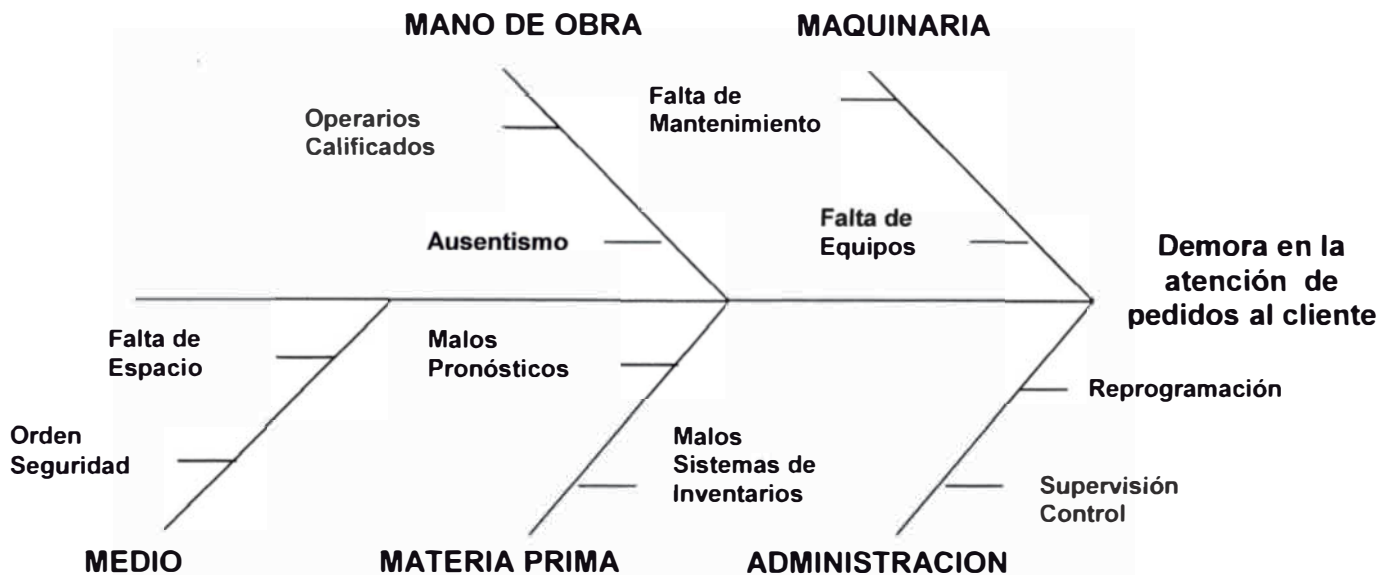 MANO DE OBRA
MAQUINARIA
Falta de
Mantenimiento
Operarios
Calificados
Ausentismo
Falta de
Equipos
Demora en la
atención de
pedidos al cliente
Falta de
Espacio
Malos
Pronósticos
Reprogramación
Orden
Seguridad
Malos
Sistemas de
Inventarios
Supervisión
Control
MEDIO
MATERIA PRIMA
ADMINISTRACION